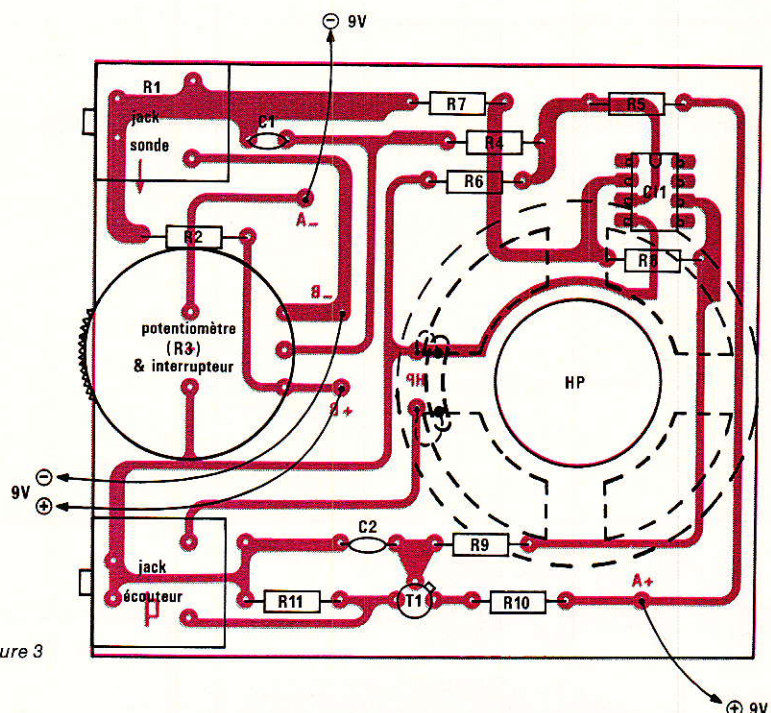 ⊖ 9V
R1
jack
sonde
C1
R7
R5
R4
R6
CI1
R2
A-
R8
B-
potentiomètre
(R3)
& interrupteur
HP
HP
B+
⊖
9V
⊕
C2
R9
jack
écouteur
A+
R11
T1
R10
ure 3
⊕ 9V